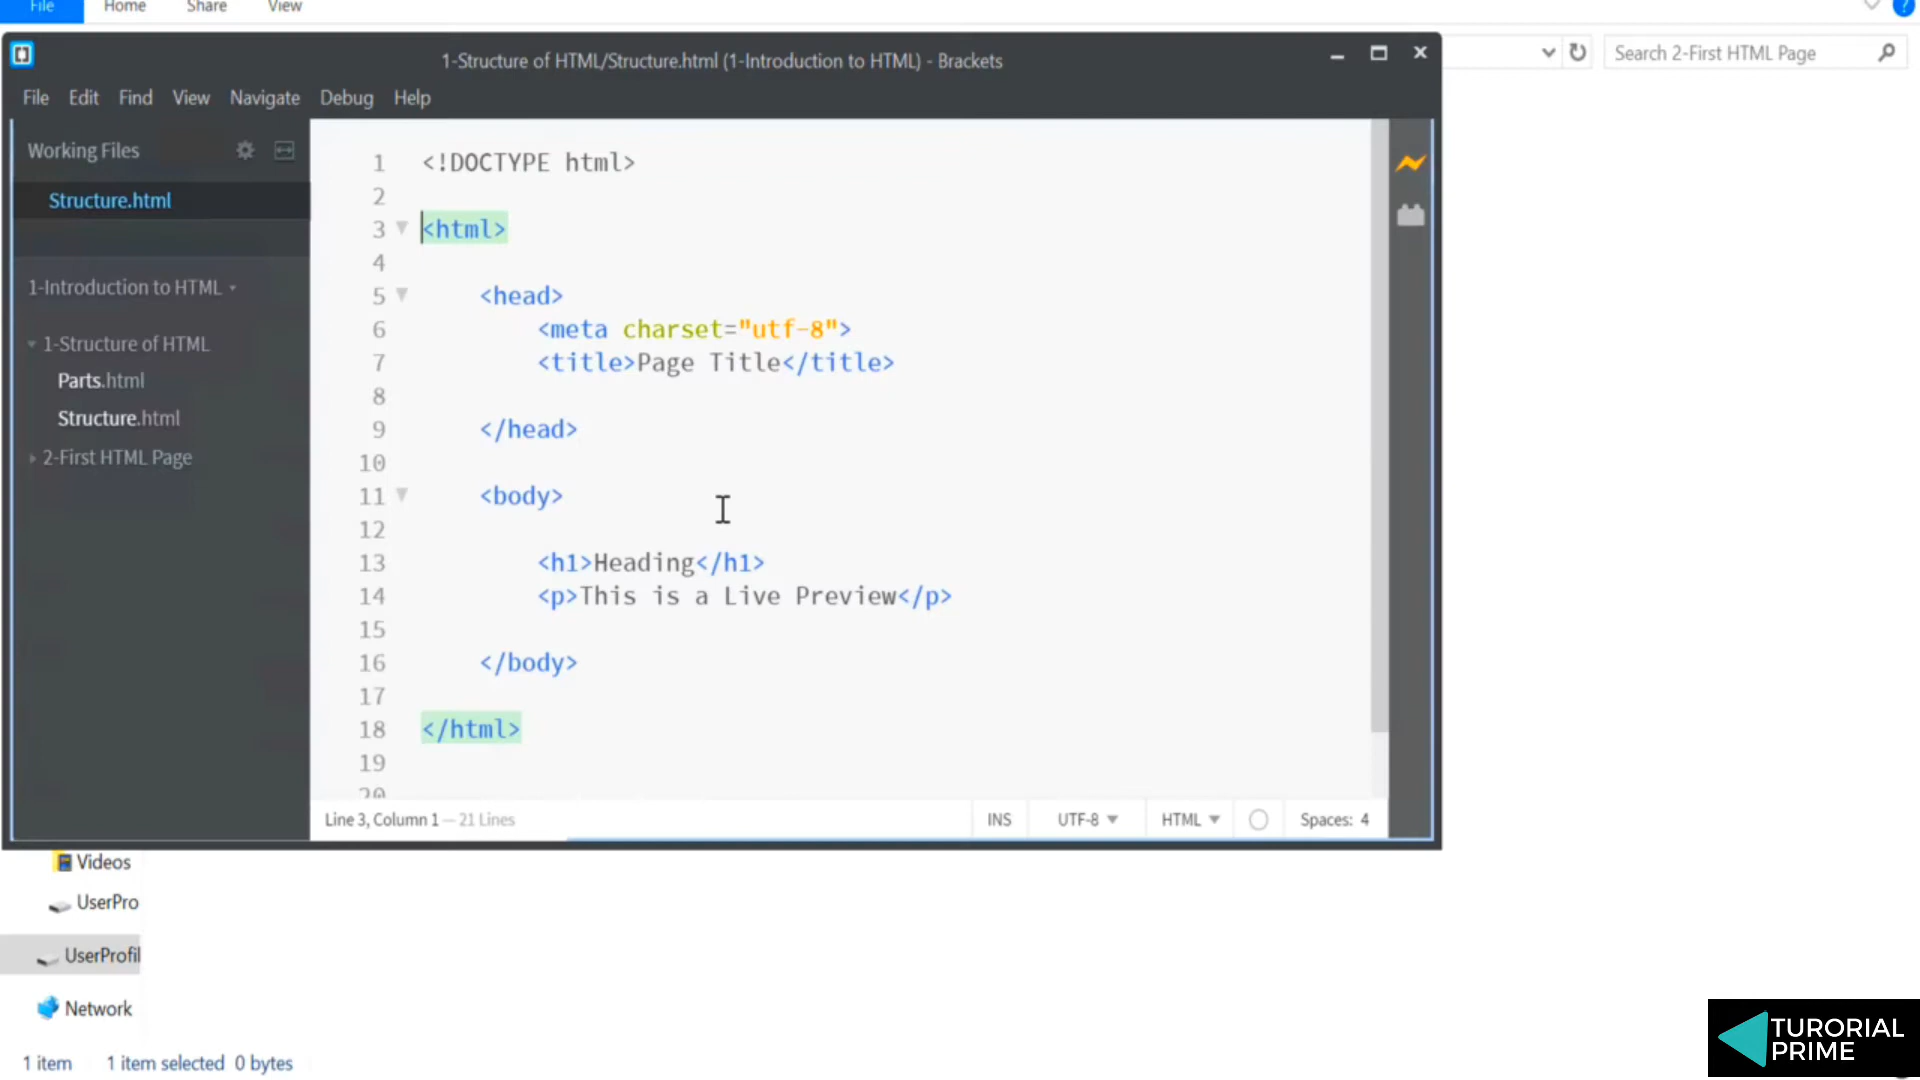 File Home Share View
1-Structure of HTML/Structure.html (1-Introduction to HTML) - Brackets
Search 2-First HTML Page
File Edit Find View Navigate Debug Help
Working Files
Structure.html
1-Introduction to HTML
1-Structure of HTML
Parts.html
Structure.html
2-First HTML Page
1 <!DOCTYPE html>
2
3 <html>
4
5 <head>
6 <meta charset="utf-8">
7 <title>Page Title</title>
8
9 </head>
10
11 <body>
12
13 <h1>Heading</h1>
14 <p>This is a Live Preview</p>
15
16 </body>
17
18 </html>
19
20
Line 3, Column 1 — 21 Lines
INS UTF-8 HTML Spaces: 4
Videos
UserPro
UserProfil
Network
1 item 1 item selected 0 bytes
TURORIAL
PRIME